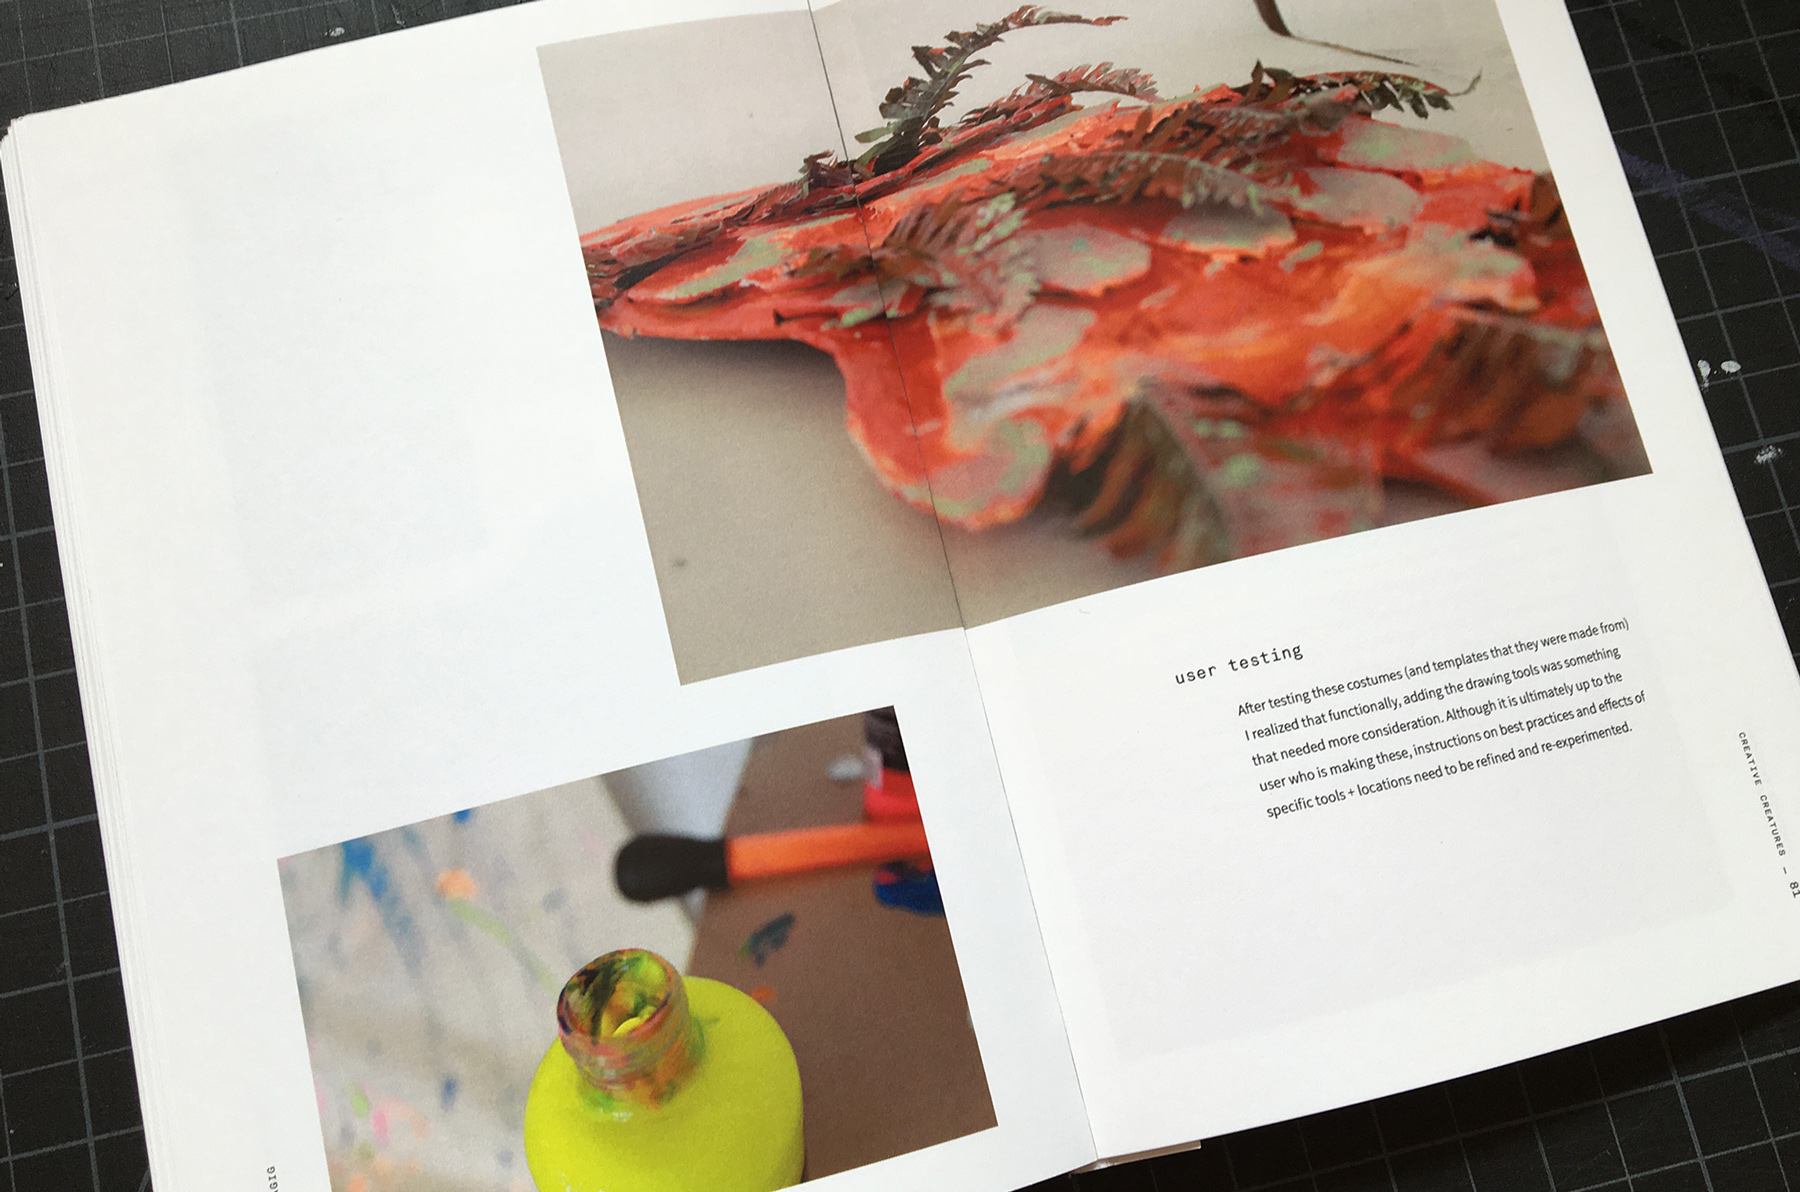 user testing
After testing these costumes (and templates that they were made from)
I realized that functionally, adding the drawing tools was something
that needed more consideration. Although it is ultimately up to the
user who is making these, instructions on best practices and effects of
specific tools + locations need to be refined and re-experimented.
CREATIVE CREATURES — 81